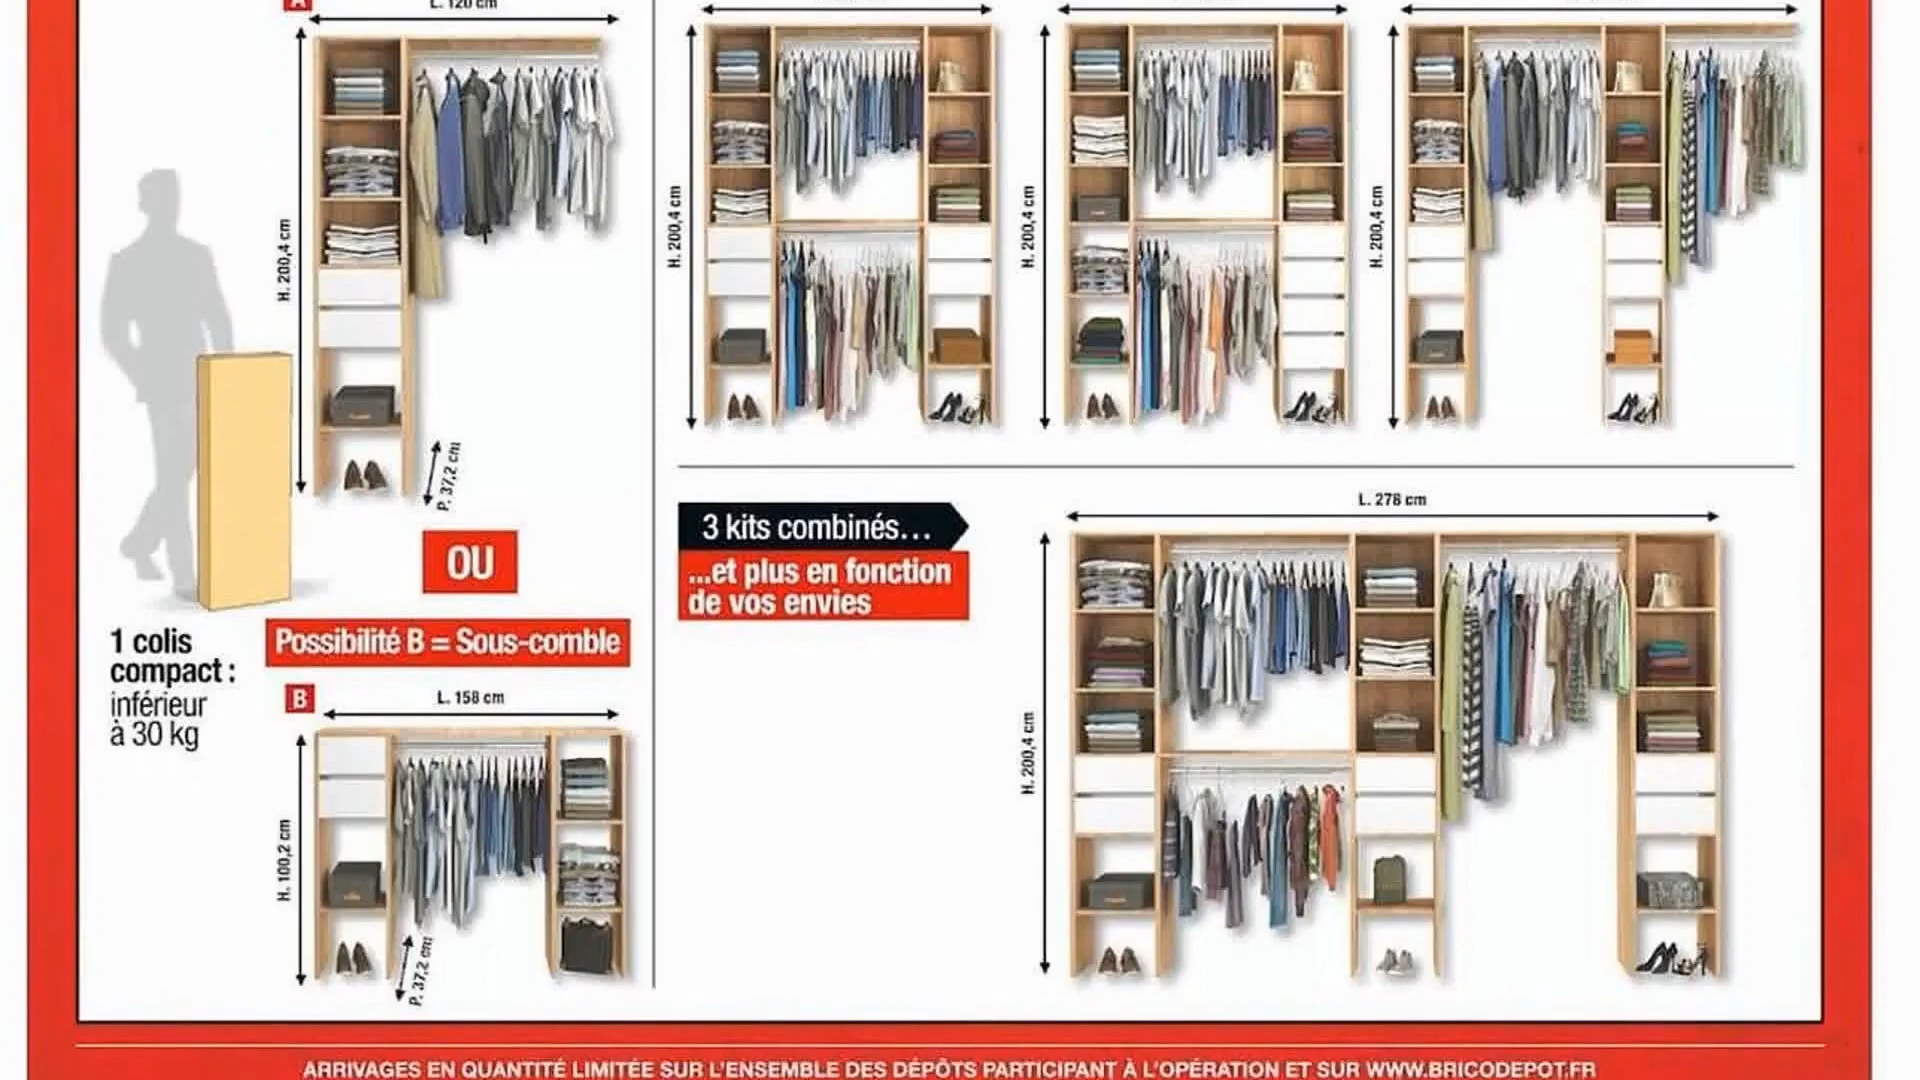 A
L. 120 cm
H. 200,4 cm
P. 37,2 cm
OU
1 colis
compact :
inférieur
à 30 kg
Possibilité B = Sous-comble
B
L. 158 cm
H. 100,2 cm
P. 37,2 cm
H. 200,4 cm
H. 200,4 cm
H. 200,4 cm
3 kits combinés...
...et plus en fonction
de vos envies
L. 278 cm
H. 200,4 cm
ARRIVAGES EN QUANTITÉ LIMITÉE SUR L'ENSEMBLE DES DÉPÔTS PARTICIPANT À L'OPÉRATION ET SUR WWW.BRICODEPOT.FR